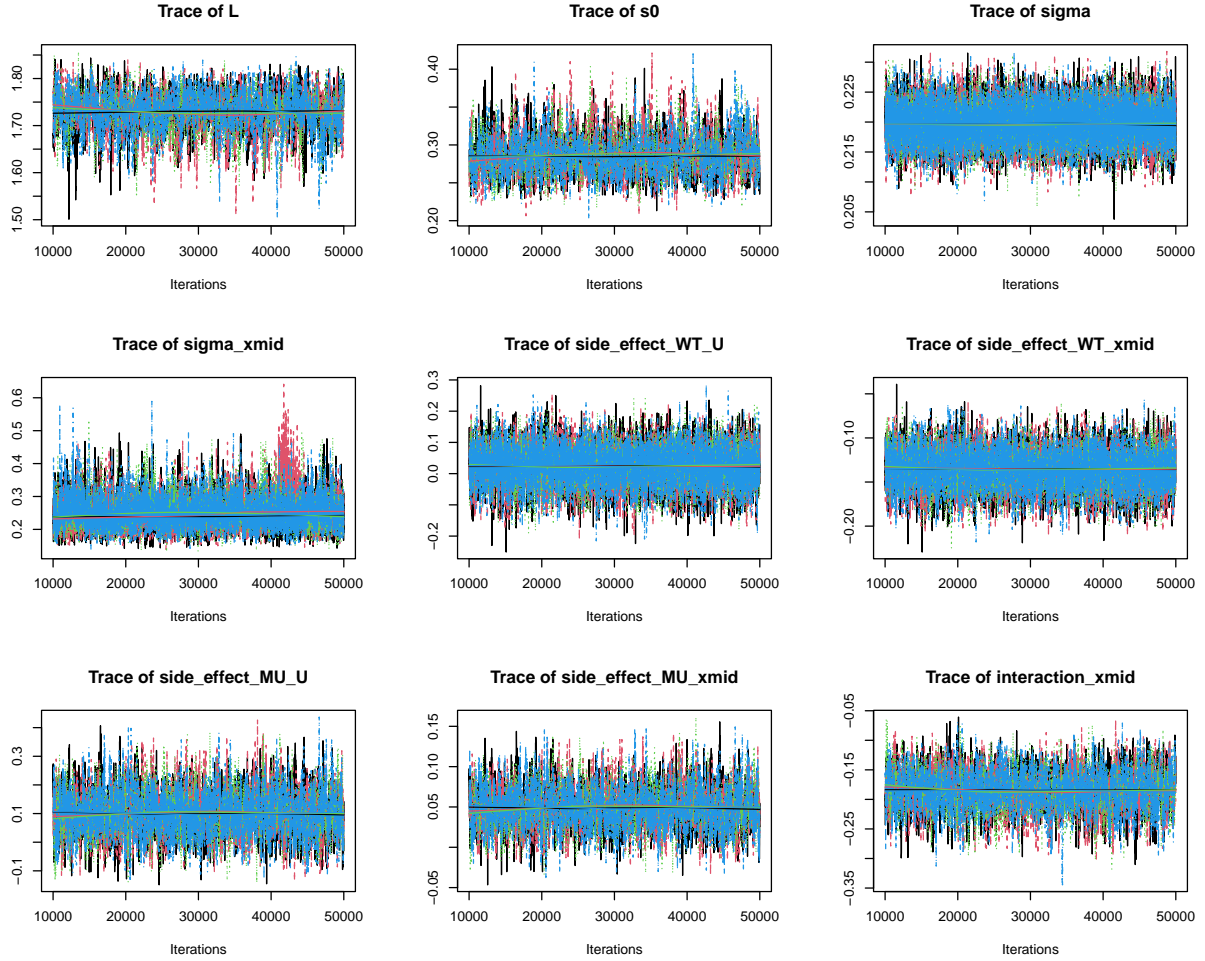 Trace of L
Trace of s0
Trace of sigma
1.50 1.60 1.70 1.80
0.20 0.30 0.40
0.205 0.215 0.225
10000 20000 30000 40000 50000
10000 20000 30000 40000 50000
10000 20000 30000 40000 50000
Iterations
Iterations
Iterations
Trace of sigma_xmid
Trace of side_effect_WT_U
Trace of side_effect_WT_xmid
0.2 0.3 0.4 0.5 0.6
−0.2 0.0 0.1 0.2 0.3
−0.20 −0.10
10000 20000 30000 40000 50000
10000 20000 30000 40000 50000
10000 20000 30000 40000 50000
Iterations
Iterations
Iterations
Trace of side_effect_MU_U
Trace of side_effect_MU_xmid
Trace of interaction_xmid
−0.1 0.1 0.3
−0.05 0.05 0.10 0.15
−0.35 −0.25 −0.15 −0.05
10000 20000 30000 40000 50000
10000 20000 30000 40000 50000
10000 20000 30000 40000 50000
Iterations
Iterations
Iterations